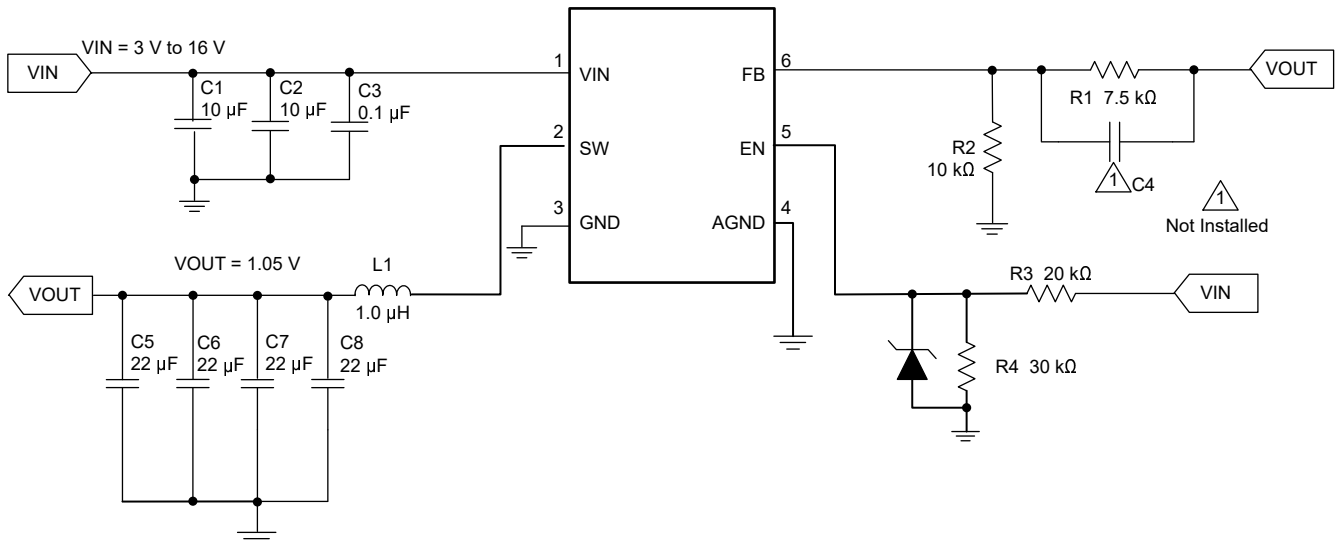 VIN = 3 V to 16 V
VIN
C1
10 µF
C2
10 µF
C3
0.1 µF
1
VIN
2
SW
3
GND
FB
6
EN
5
AGND
4
R2
10 kΩ
R1 7.5 kΩ
VOUT
1
C4
1
Not Installed
VOUT = 1.05 V
VOUT
L1
1.0 µH
C5
22 µF
C6
22 µF
C7
22 µF
C8
22 µF
R3 20 kΩ
VIN
R4 30 kΩ